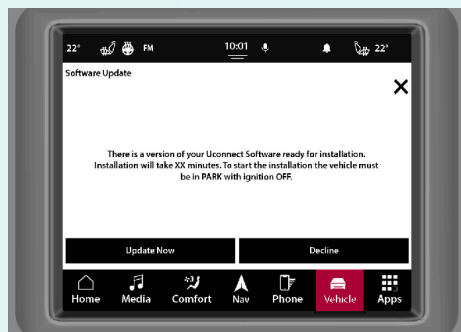 22° FM 10:01 22°
Software Update
There is a version of your Uconnect Software ready for installation.
Installation will take XX minutes. To start the installation the vehicle must
be in PARK with ignition OFF.
Update Now Decline
Home Media Comfort Nav Phone Vehicle Apps